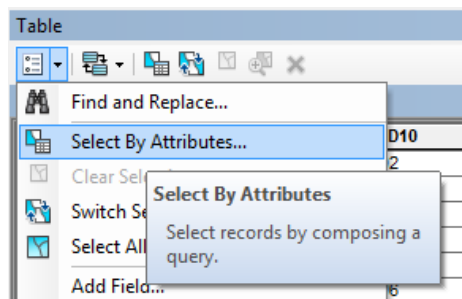 Table
Find and Replace...
Select By Attributes...
D10
2
Select By Attributes
Switch
Select records by composing a
Select All
query.
Add Field...
6